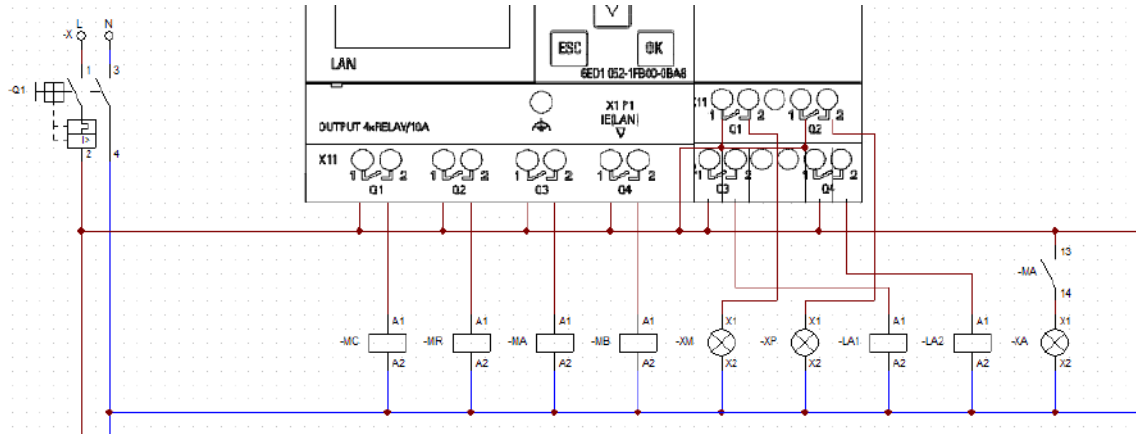 L N
-X
1 3
-Q1
I>
2 4
ESC OK
LAN 6ED1 052-1FB00-0BA8
X1 P1
IE(LAN)
OUTPUT 4xRELAY/10A
X11
1 2 1 2
Q1 Q2
X11
1 2 1 2 1 2 1 2
Q1 Q2 Q3 Q4
1 2 1 2
Q3 Q4
13
-MA
14
A1 A1 A1 A1 X1 X1 A1 A1 X1
-MC -MR -MA -MB -XM -XP -LA1 -LA2 -XA
A2 A2 A2 A2 X2 X2 A2 A2 X2